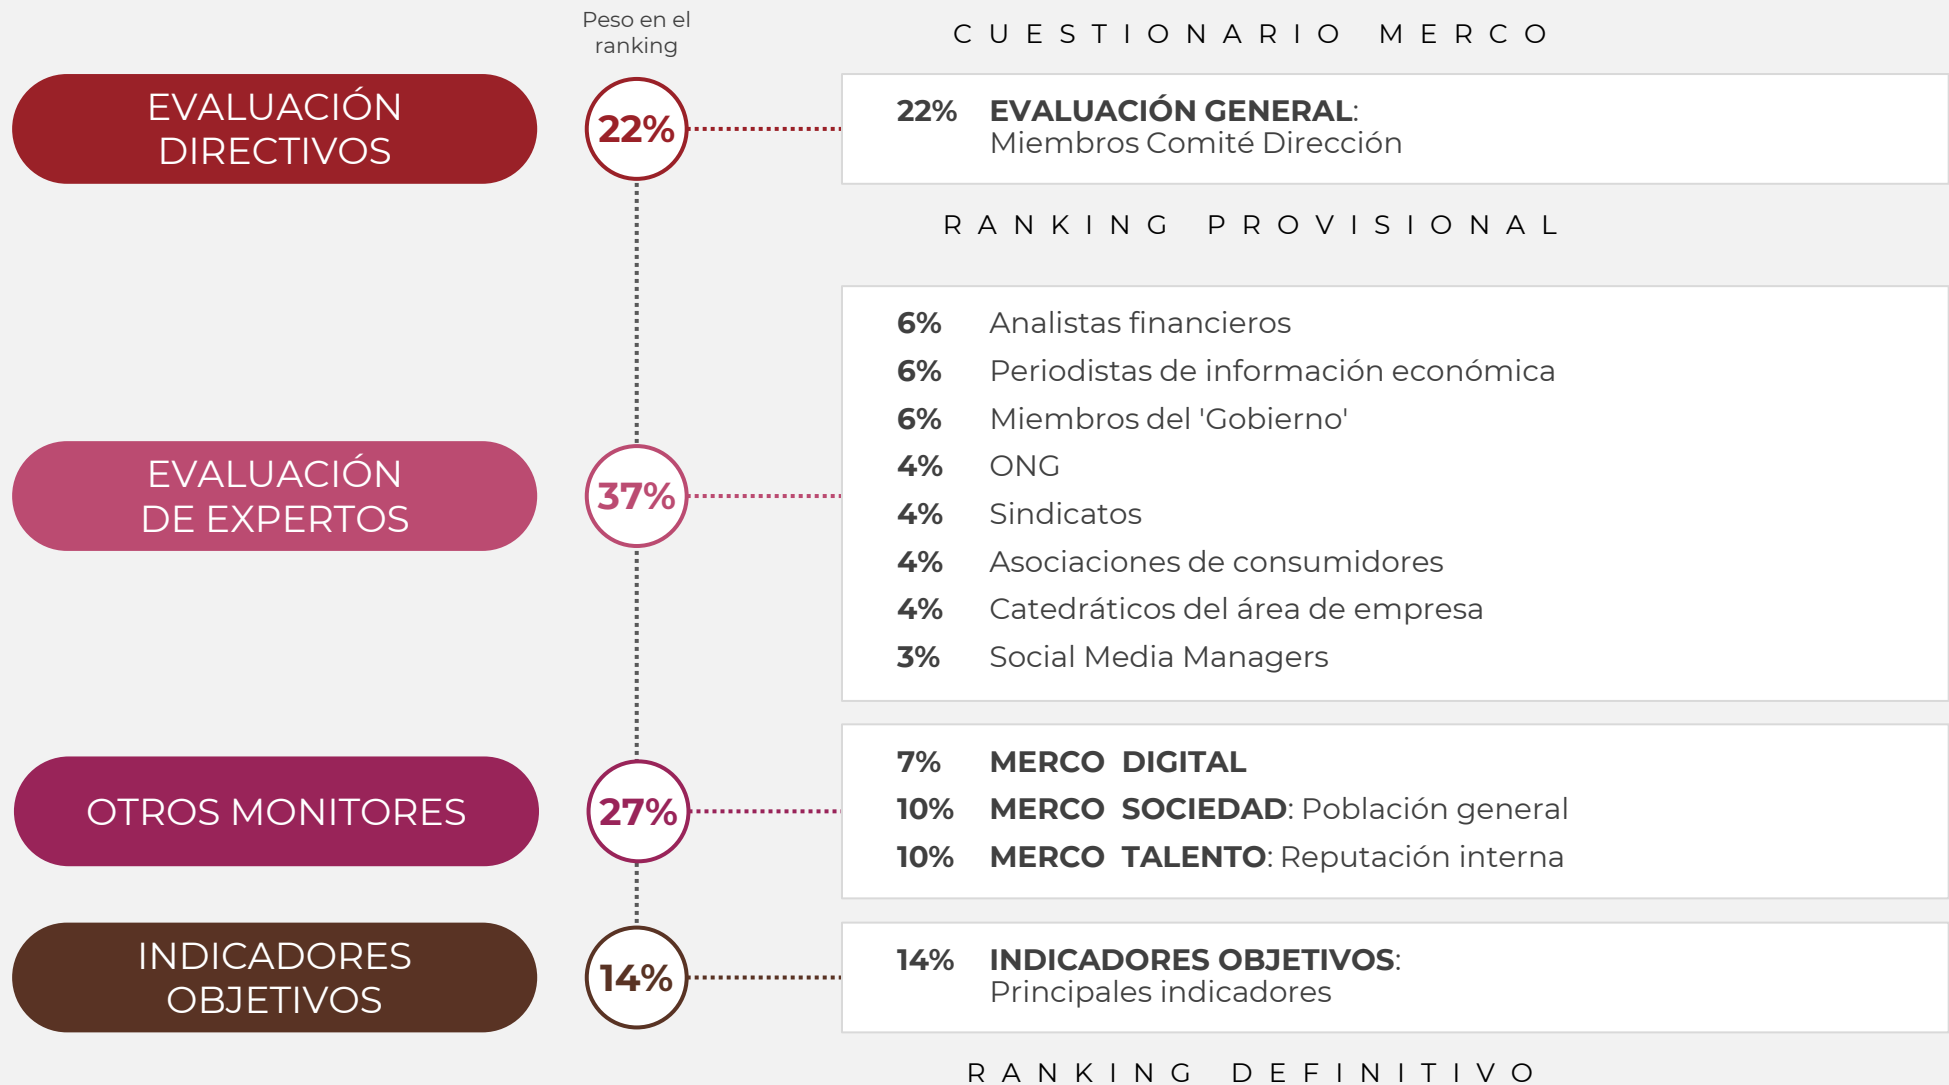 Peso en el
ranking
CUESTIONARIO MERCO
EVALUACIÓN
DIRECTIVOS
22%
22% EVALUACIÓN GENERAL:
Miembros Comité Dirección
RANKING PROVISIONAL
EVALUACIÓN
DE EXPERTOS
37%
6% Analistas financieros
6% Periodistas de información económica
6% Miembros del 'Gobierno'
4% ONG
4% Sindicatos
4% Asociaciones de consumidores
4% Catedráticos del área de empresa
3% Social Media Managers
OTROS MONITORES
27%
7% MERCO DIGITAL
10% MERCO SOCIEDAD: Población general
10% MERCO TALENTO: Reputación interna
INDICADORES
OBJETIVOS
14%
14% INDICADORES OBJETIVOS:
Principales indicadores
RANKING DEFINITIVO